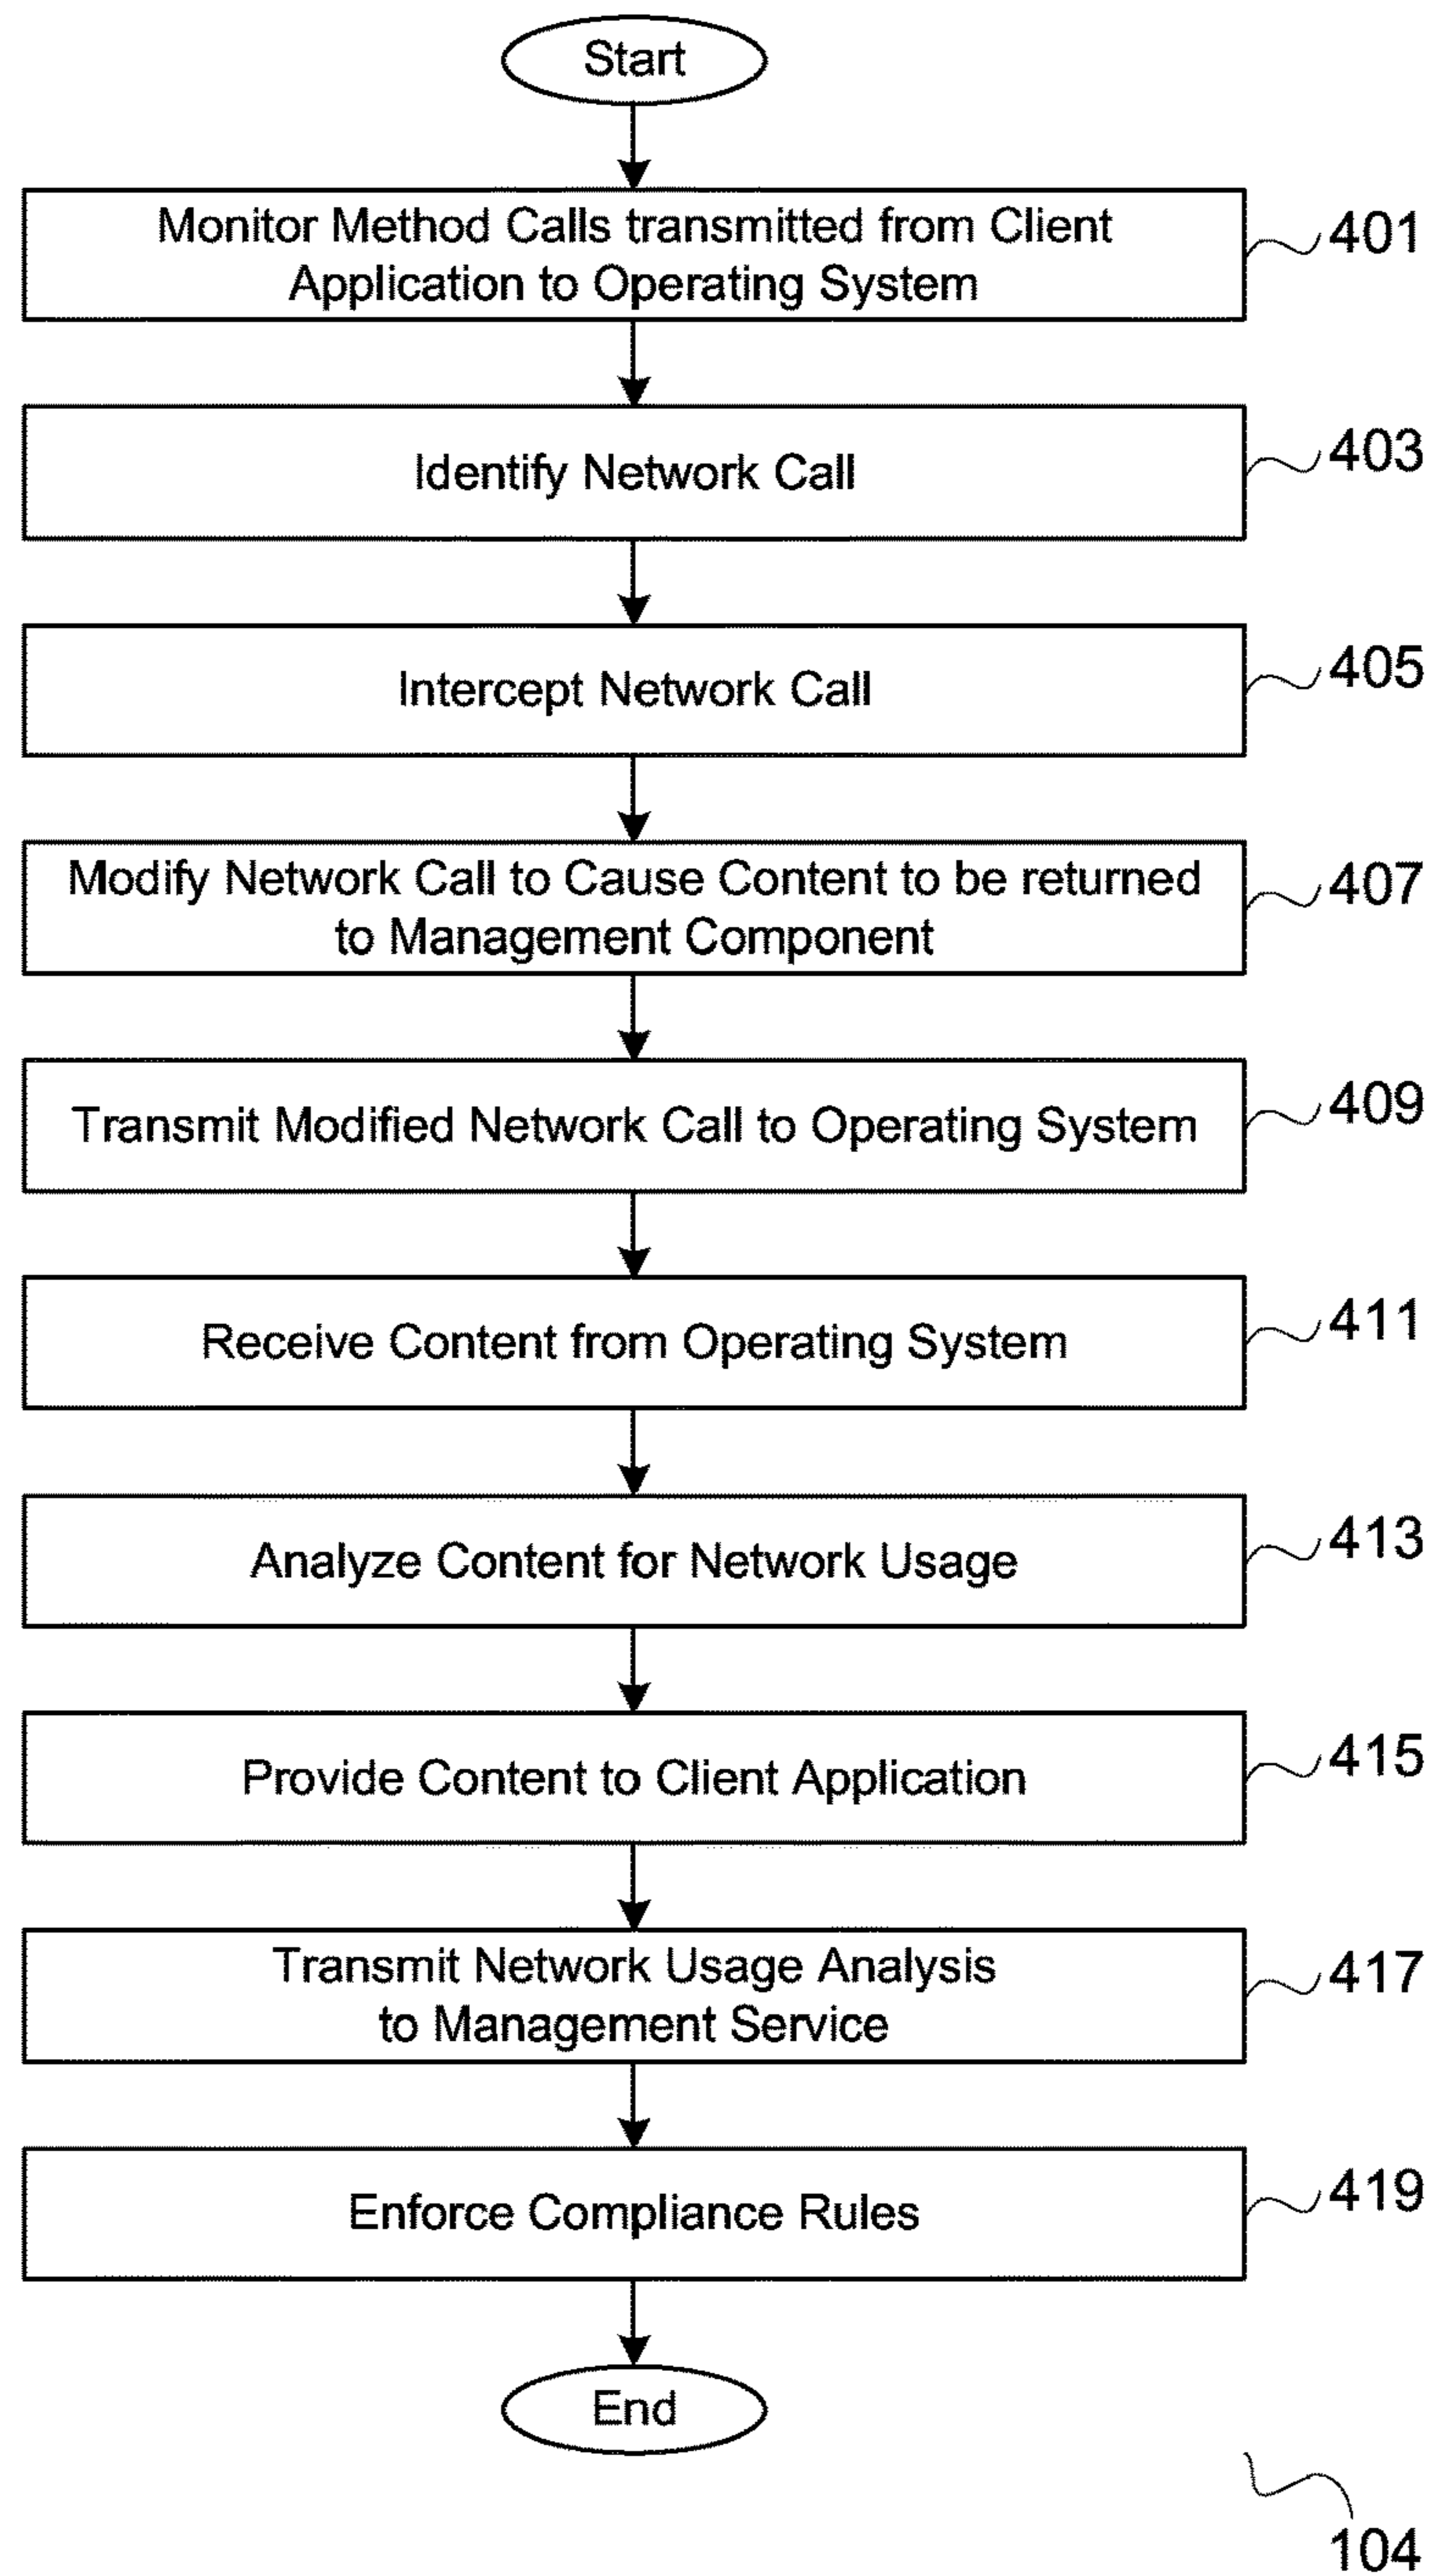 Start
Monitor Method Calls transmitted from Client
Application to Operating System
401
Identify Network Call
403
Intercept Network Call
405
Modify Network Call to Cause Content to be returned
to Management Component
407
Transmit Modified Network Call to Operating System
409
Receive Content from Operating System
411
Analyze Content for Network Usage
413
Provide Content to Client Application
415
Transmit Network Usage Analysis
to Management Service
417
Enforce Compliance Rules
419
End
104